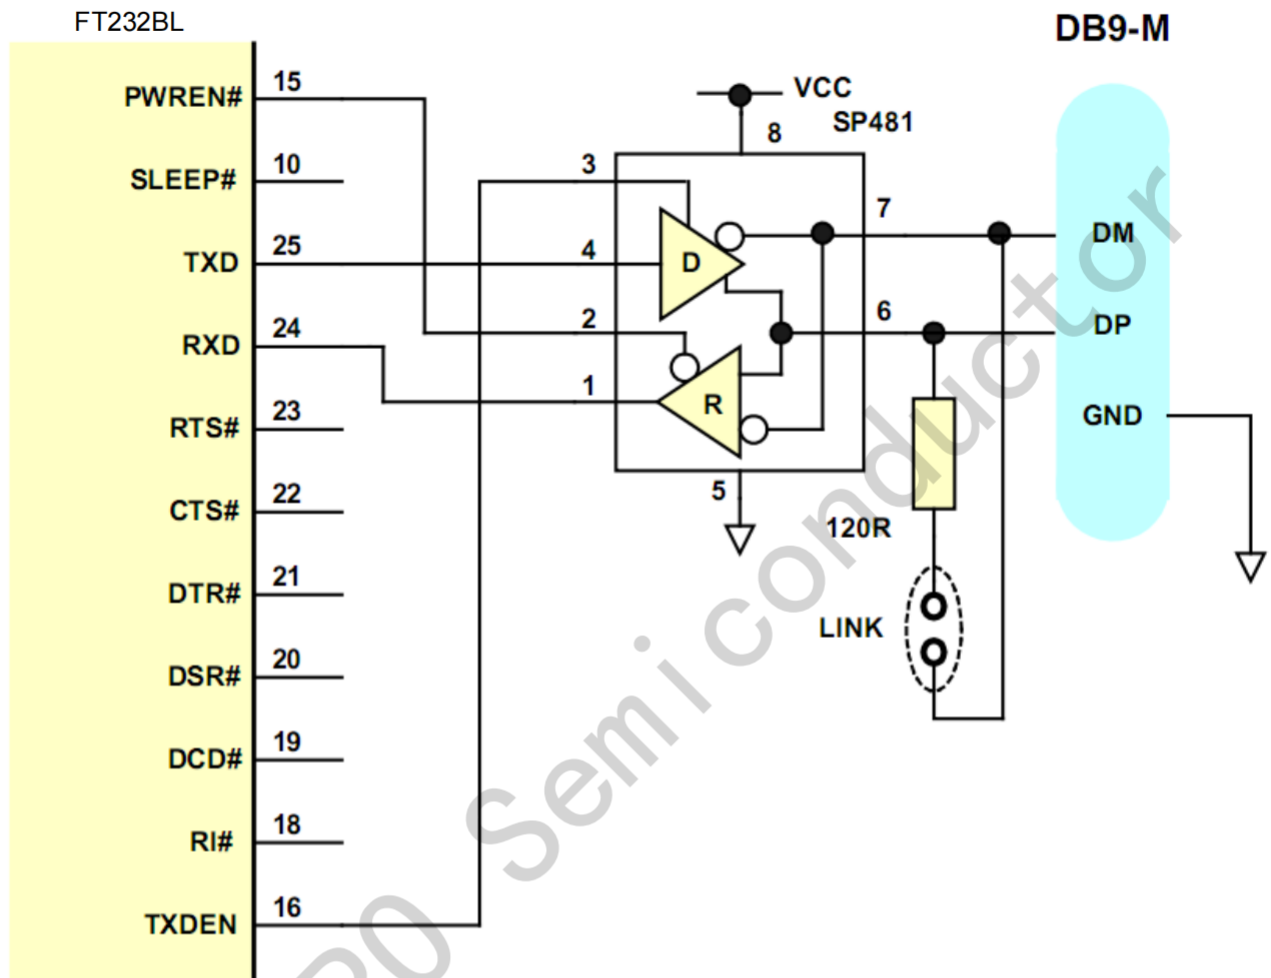 FT232BL
DB9-M
PWREN#
15
SLEEP#
10
TXD
25
RXD
24
RTS#
23
CTS#
22
DTR#
21
DSR#
20
DCD#
19
RI#
18
TXDEN
16
VCC
SP481
8
3
4
2
1
D
R
7
6
5
120R
LINK
DM
DP
GND
Semiconductor